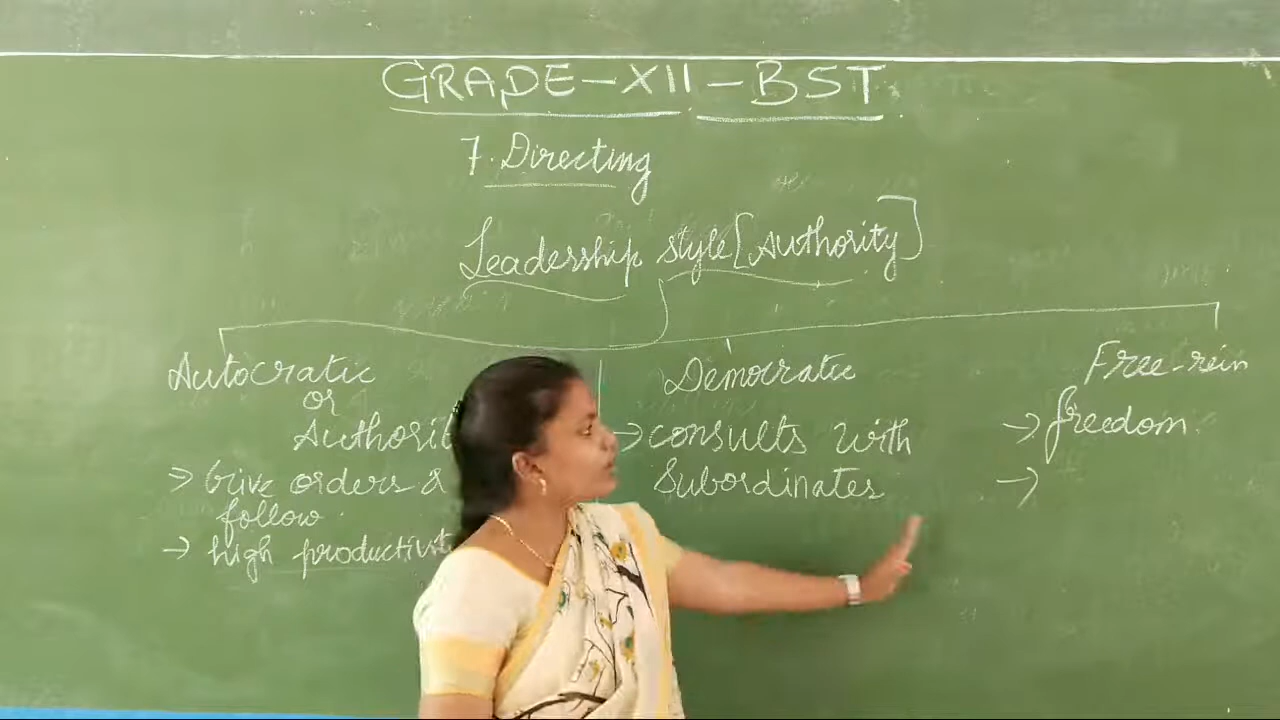 GRADE-XII-BST
7. Directing
Leadership style [Authority]
Autocratic
or
→ Give orders &
follow.
→ high
Democratic
→ consults with
Subordinates
Free-rein
→ freedom.
→